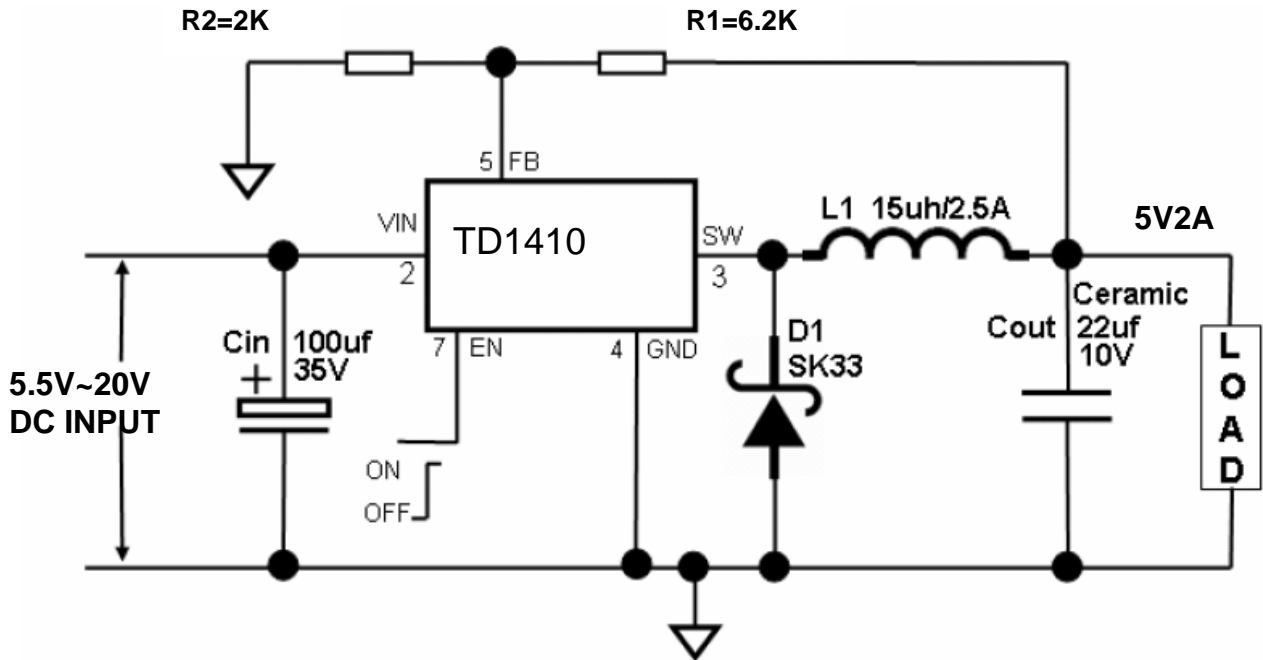 R2=2K
R1=6.2K
5 FB
VIN
2
TD1410
SW
3
L1 15uh/2.5A
5V2A
7 EN
4 GND
Cin
+
100uf
35V
5.5V~20V
DC INPUT
ON
OFF
D1
SK33
Cout
Ceramic
22uf
10V
LOAD